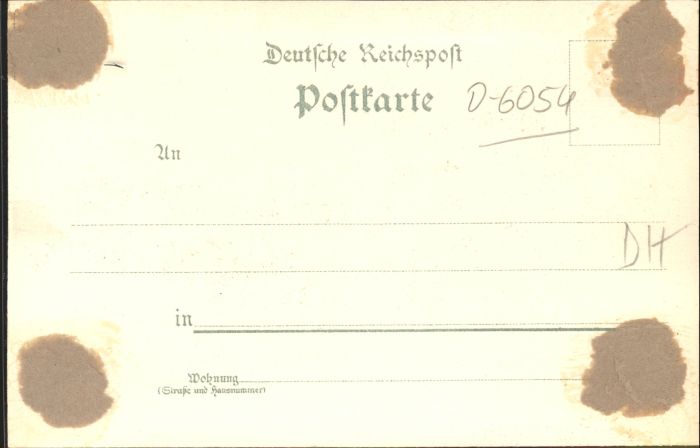 Deutsche Reichspost
Postkarte
D-6054
An
DH
in
Wohnung
(Straße und Hausnummer)